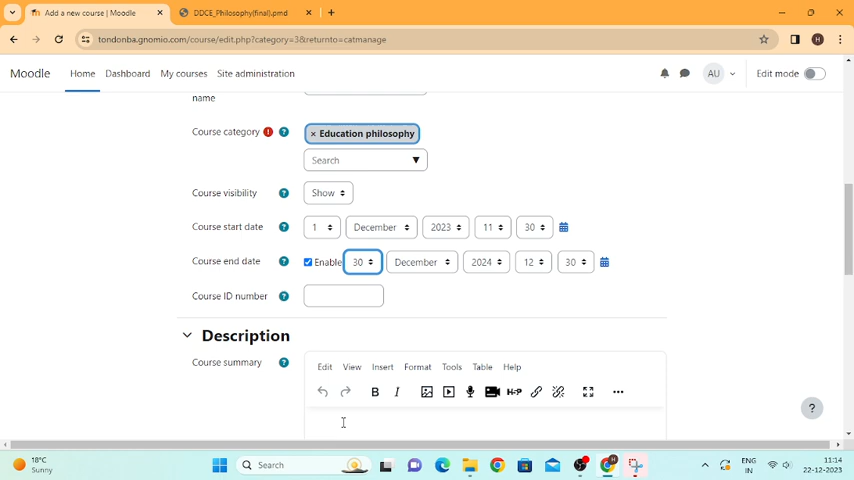 Add a new course | Moodle
DDCE_Philosophy(final).pmd
tondonba.gnomio.com/course/edit.php?category=3&returnto=catmanage
H
Moodle Home Dashboard My courses Site administration AU Edit mode
name
Course category × Education philosophy
Search
Course visibility Show
Course start date 1 December 2023 11 30
Course end date Enable 30 December 2024 12 30
Course ID number
Description
Course summary
Edit View Insert Format Tools Table Help
B I H-P
?
18°C
Sunny
Search
ENG
IN
11:14
22-12-2023